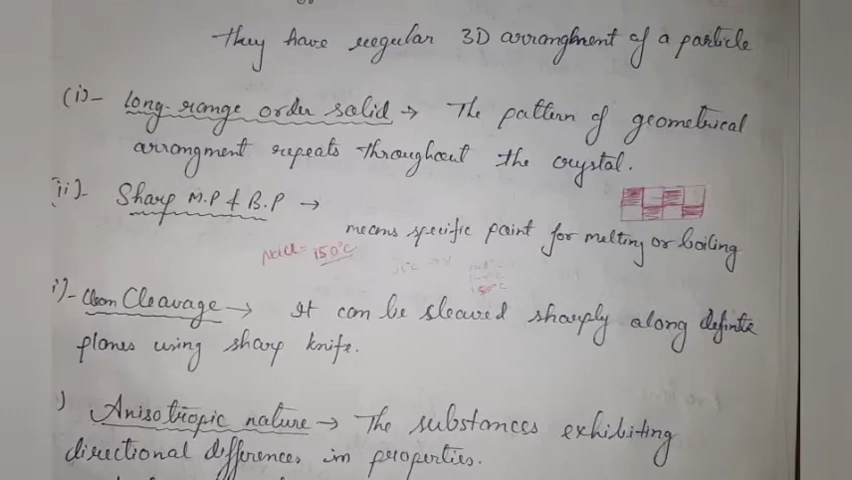 They have regular 3D arrangment of a particle
(i)- Long-range order solid → The pattern of geometrical
arrangment repeats throughout the crystal.
ii)- Sharp M.P & B.P →
means specific point for melting or boiling
NaCl = 150°C
150°C
i)- Clean Cleavage → It can be sleaved sharply along definite
planes using sharp knife.
) Anisotropic nature → The substances exhibiting
directional differences in properties.